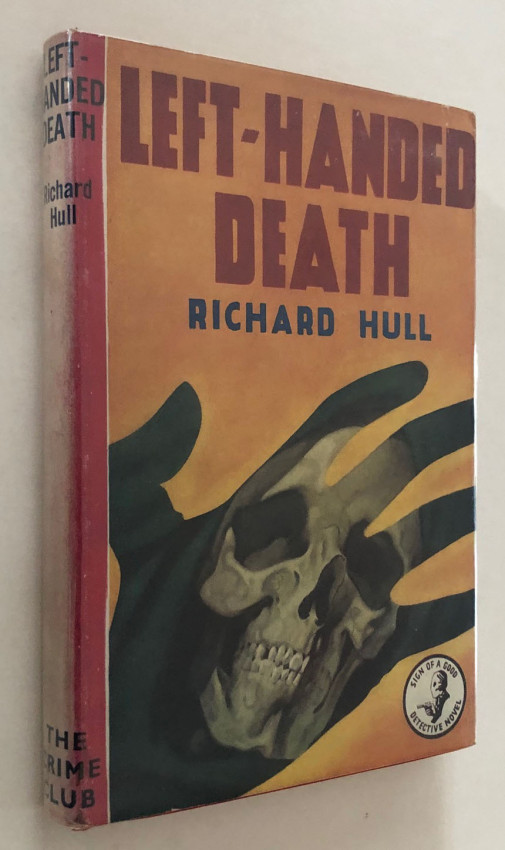 LEFT-HANDED
DEATH
RICHARD HULL
SIGN OF A GOOD
DETECTIVE NOVEL
LEFT-
HANDED
DEATH
Richard
Hull
THE
CRIME
CLUB